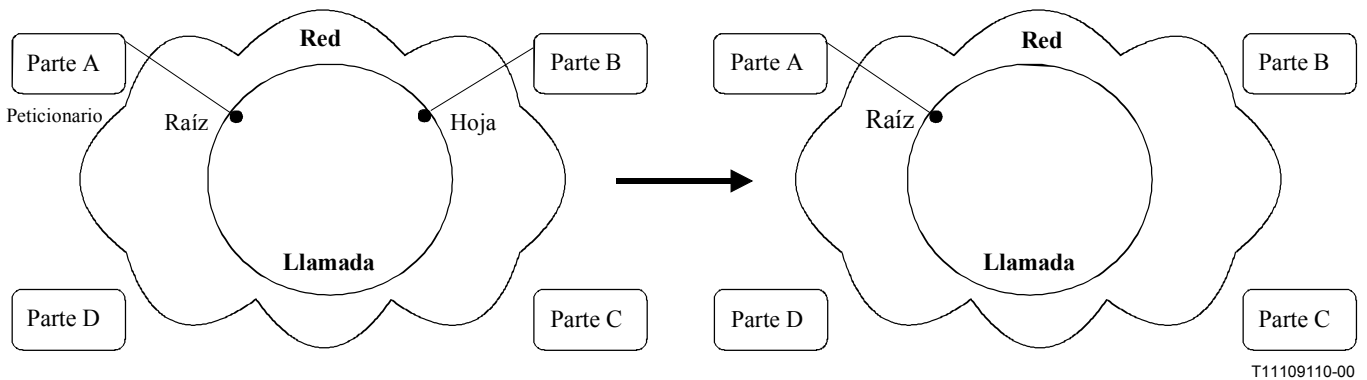 Red
Parte A
Parte B
Peticionario
Raíz
Hoja
Llamada
Parte D
Parte C
Red
Parte A
Parte B
Raíz
Llamada
Parte D
Parte C
T11109110-00